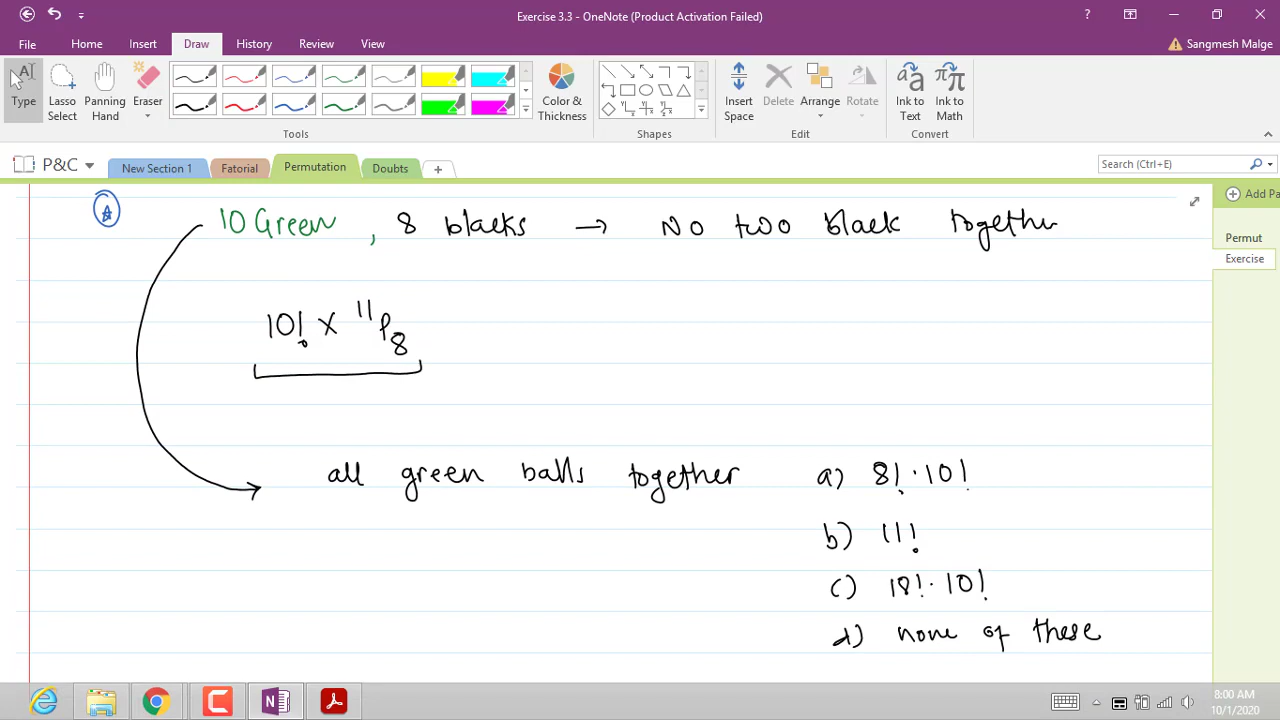 Exercise 3.3 - OneNote (Product Activation Failed)
?
File Home Insert Draw History Review View Sangmesh Malge
Type Lasso Select Panning Hand Eraser Color & Thickness Insert Space Delete Arrange Rotate Ink to Text Ink to Math
Tools Shapes Edit Convert
P&C New Section 1 Fatorial Permutation Doubts Search (Ctrl+E)
Add Pa
Permut
Exercise
10 Green, 8 blacks → No two black together
10! X ¹¹P₈
all green balls together a) 8! · 10!
b) 11!
c) 18! · 10!
d) none of these
8:00 AM
10/1/2020